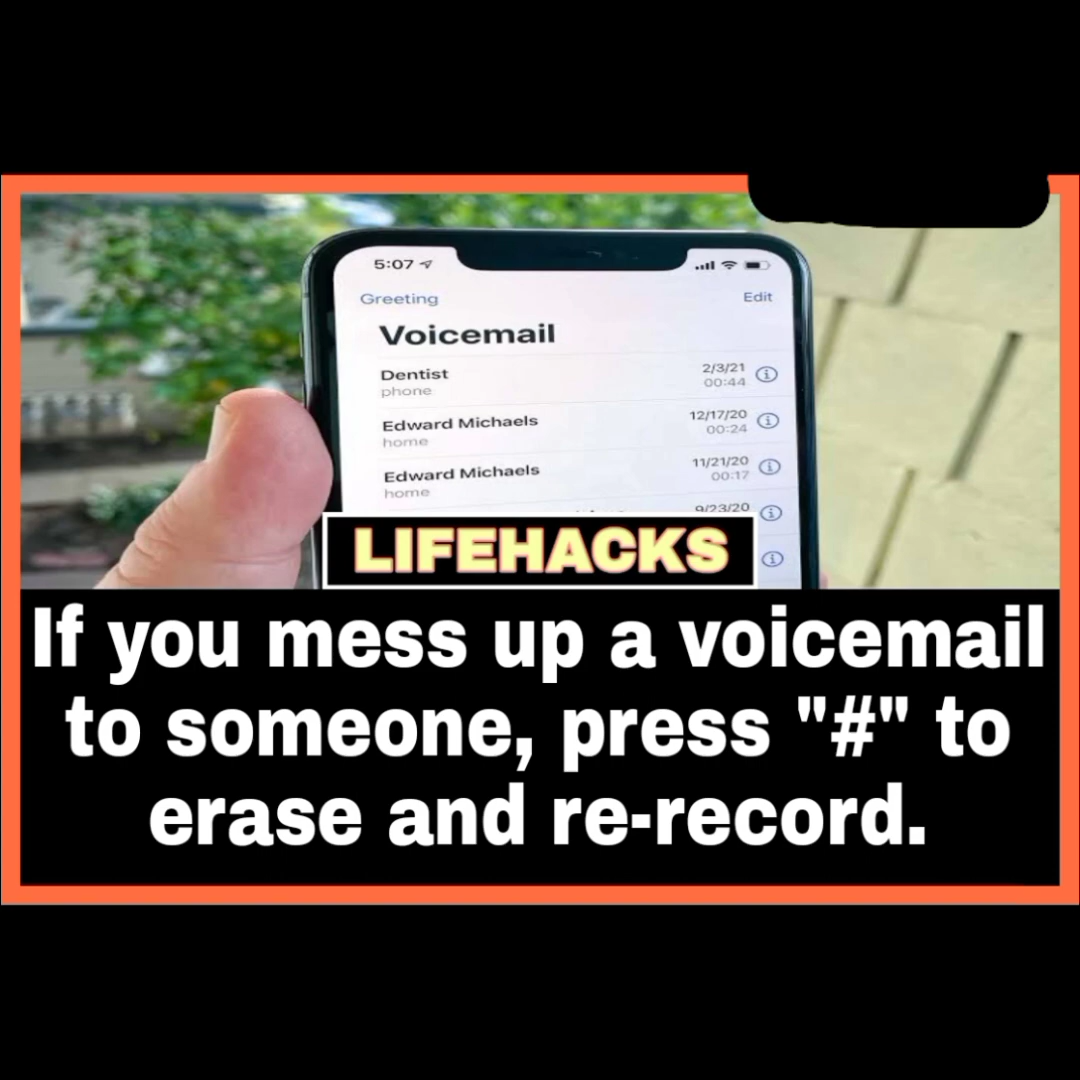 5:07
Greeting Edit
Voicemail
Dentist 2/3/21
phone 00:44
Edward Michaels 12/17/20
home 00:24
Edward Michaels 11/21/20
home 00:17
9/23/20
LIFEHACKS
If you mess up a voicemail
to someone, press "#" to
erase and re-record.